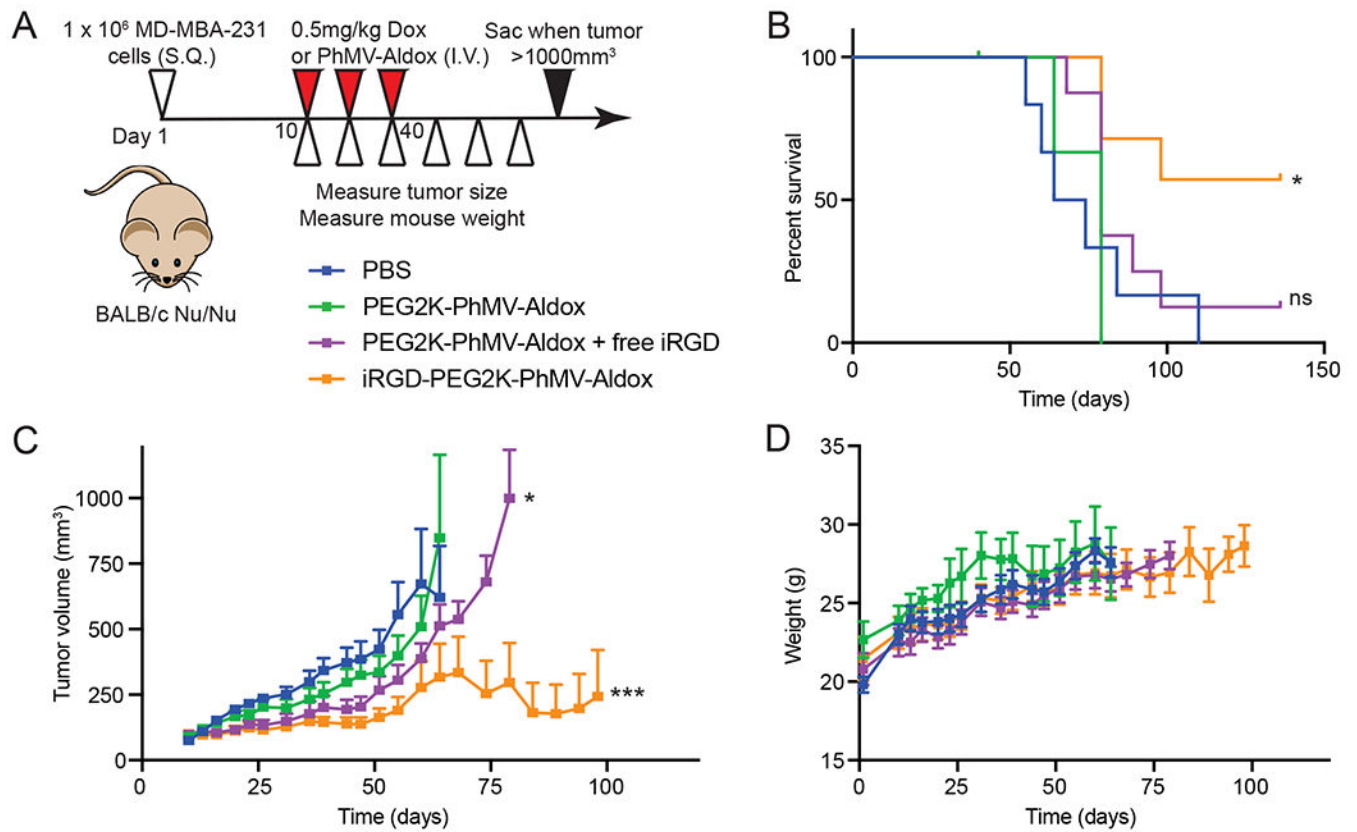 A
1 x 10⁶ MD-MBA-231
cells (S.Q.)
0.5mg/kg Dox
or PhMV-Aldox (I.V.)
Sac when tumor
>1000mm³
Day 1
10
40
Measure tumor size
Measure mouse weight
BALB/c Nu/Nu
PBS
PEG2K-PhMV-Aldox
PEG2K-PhMV-Aldox + free iRGD
iRGD-PEG2K-PhMV-Aldox
B
Percent survival
100
50
0
*
ns
0 50 100 150
Time (days)
C
Tumor volume (mm³)
1000
750
500
250
0
*
***
0 25 50 75 100
Time (days)
D
Weight (g)
35
30
25
20
15
0 25 50 75 100
Time (days)